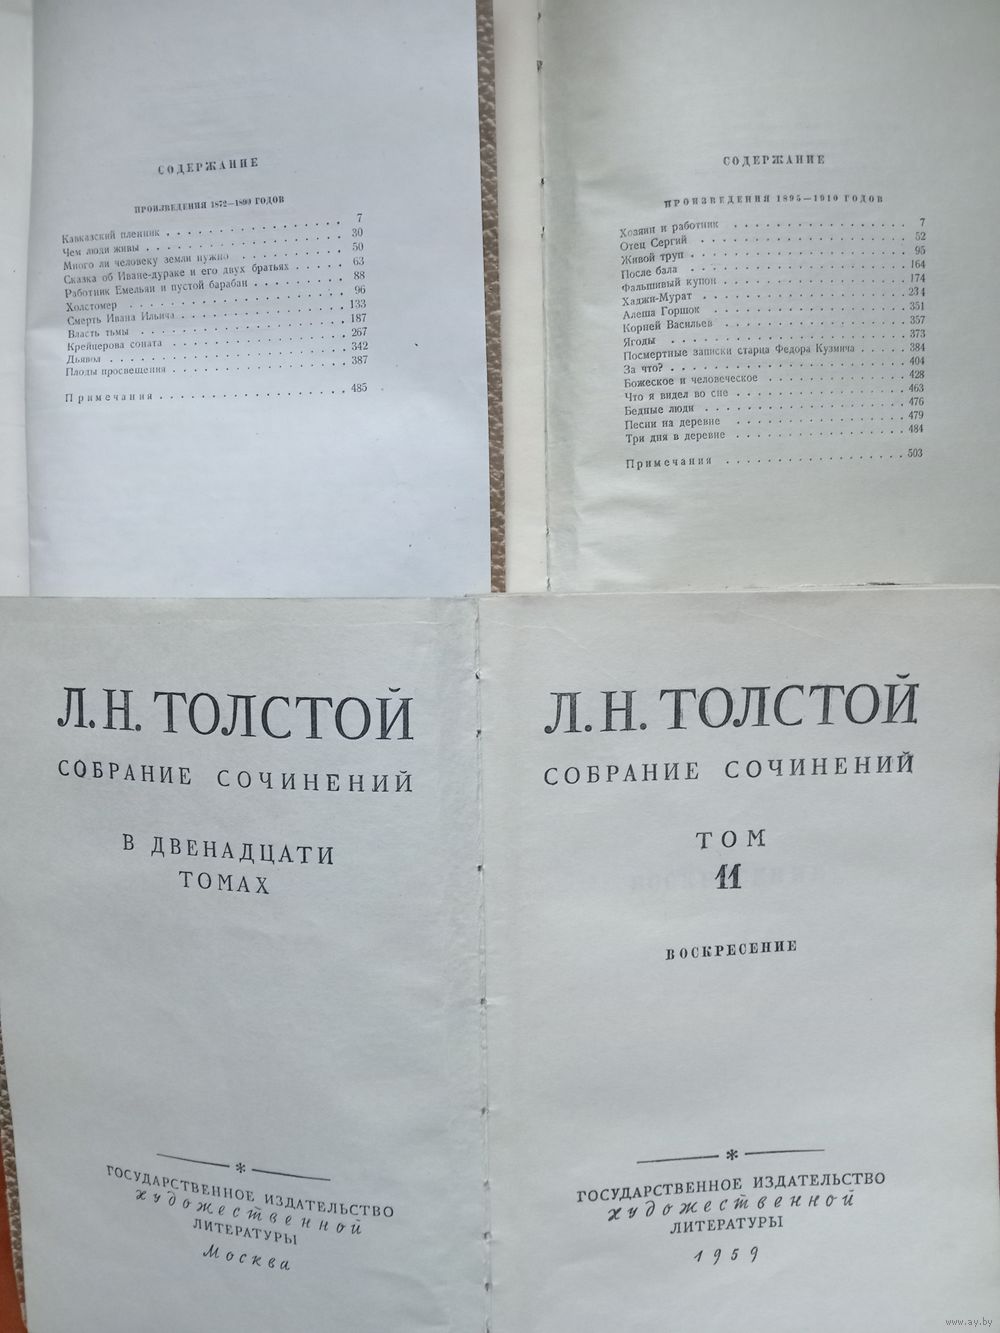 СОДЕРЖАНИЕ
ПРОИЗВЕДЕНИЯ 1872—1890 ГОДОВ
Кавказский пленник . . . . . 7
Чем люди живы . . . . . 30
Много ли человеку земли нужно . . . . . 50
Сказка об Иване-дураке и его двух братьях . . . . . 63
Работник Емельян и пустой барабан . . . . . 88
Холстомер . . . . . 96
Смерть Ивана Ильича . . . . . 133
Власть тьмы . . . . . 187
Крейцерова соната . . . . . 267
Дьявол . . . . . 342
Плоды просвещения . . . . . 387
Примечания . . . . . 485
СОДЕРЖАНИЕ
ПРОИЗВЕДЕНИЯ 1895—1910 ГОДОВ
Хозяин и работник . . . . . 7
Отец Сергий . . . . . 52
Живой труп . . . . . 95
После бала . . . . . 164
Фальшивый купон . . . . . 174
Хаджи-Мурат . . . . . 234
Алеша Горшок . . . . . 351
Корней Васильев . . . . . 357
Ягоды . . . . . 373
Посмертные записки старца Федора Кузмича . . . . . 384
За что? . . . . . 404
Божеское и человеческое . . . . . 428
Что я видел во сне . . . . . 463
Бедные люди . . . . . 476
Песни на деревне . . . . . 479
Три дня в деревне . . . . . 484
Примечания . . . . . 503
Л.Н.ТОЛСТОЙ
СОБРАНИЕ СОЧИНЕНИЙ
В ДВЕНАДЦАТИ
ТОМАХ
ГОСУДАРСТВЕННОЕ ИЗДАТЕЛЬСТВО
художественной
ЛИТЕРАТУРЫ
Москва
Л.Н.ТОЛСТОЙ
СОБРАНИЕ СОЧИНЕНИЙ
ТОМ
11
ВОСКРЕСЕНИЕ
ГОСУДАРСТВЕННОЕ ИЗДАТЕЛЬСТВО
художественной
ЛИТЕРАТУРЫ
1959
www.ay.by